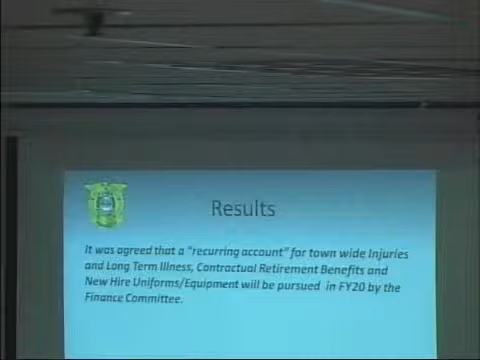 Results
It was agreed that a "recurring account" for town wide Injuries
and Long Term Illness, Contractual Retirement Benefits and
New Hire Uniforms/Equipment will be pursued in FY20 by the
Finance Committee.